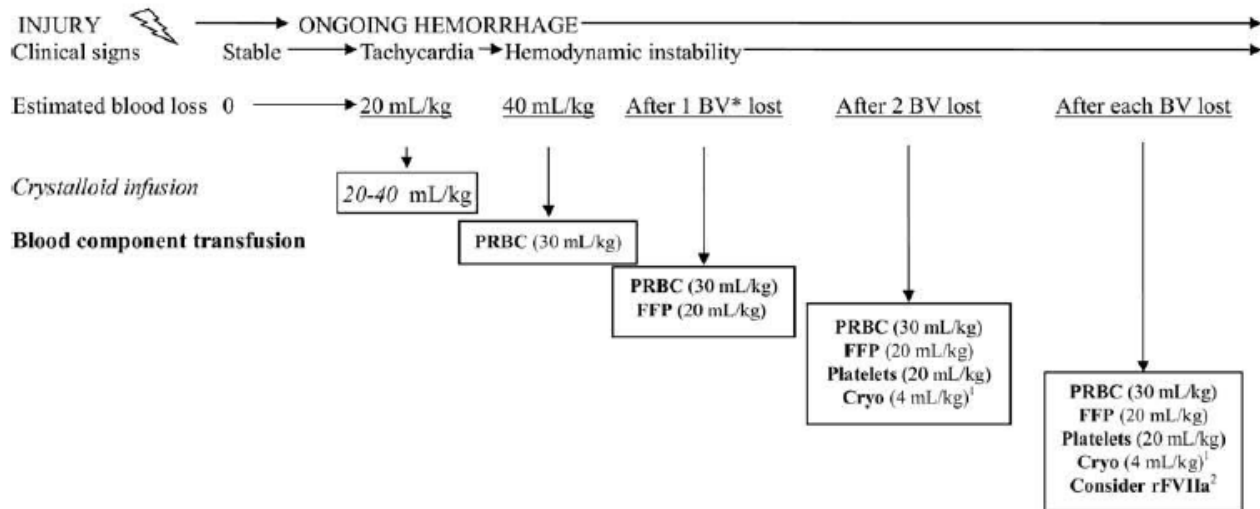 INJURY ONGOING HEMORRHAGE
Clinical signs Stable Tachycardia Hemodynamic instability
Estimated blood loss 0 20 mL/kg 40 mL/kg After 1 BV* lost After 2 BV lost After each BV lost
Crystalloid infusion
20-40 mL/kg
Blood component transfusion
PRBC (30 mL/kg)
PRBC (30 mL/kg)
FFP (20 mL/kg)
PRBC (30 mL/kg)
FFP (20 mL/kg)
Platelets (20 mL/kg)
Cryo (4 mL/kg)¹
PRBC (30 mL/kg)
FFP (20 mL/kg)
Platelets (20 mL/kg)
Cryo (4 mL/kg)¹
Consider rFVIIa²